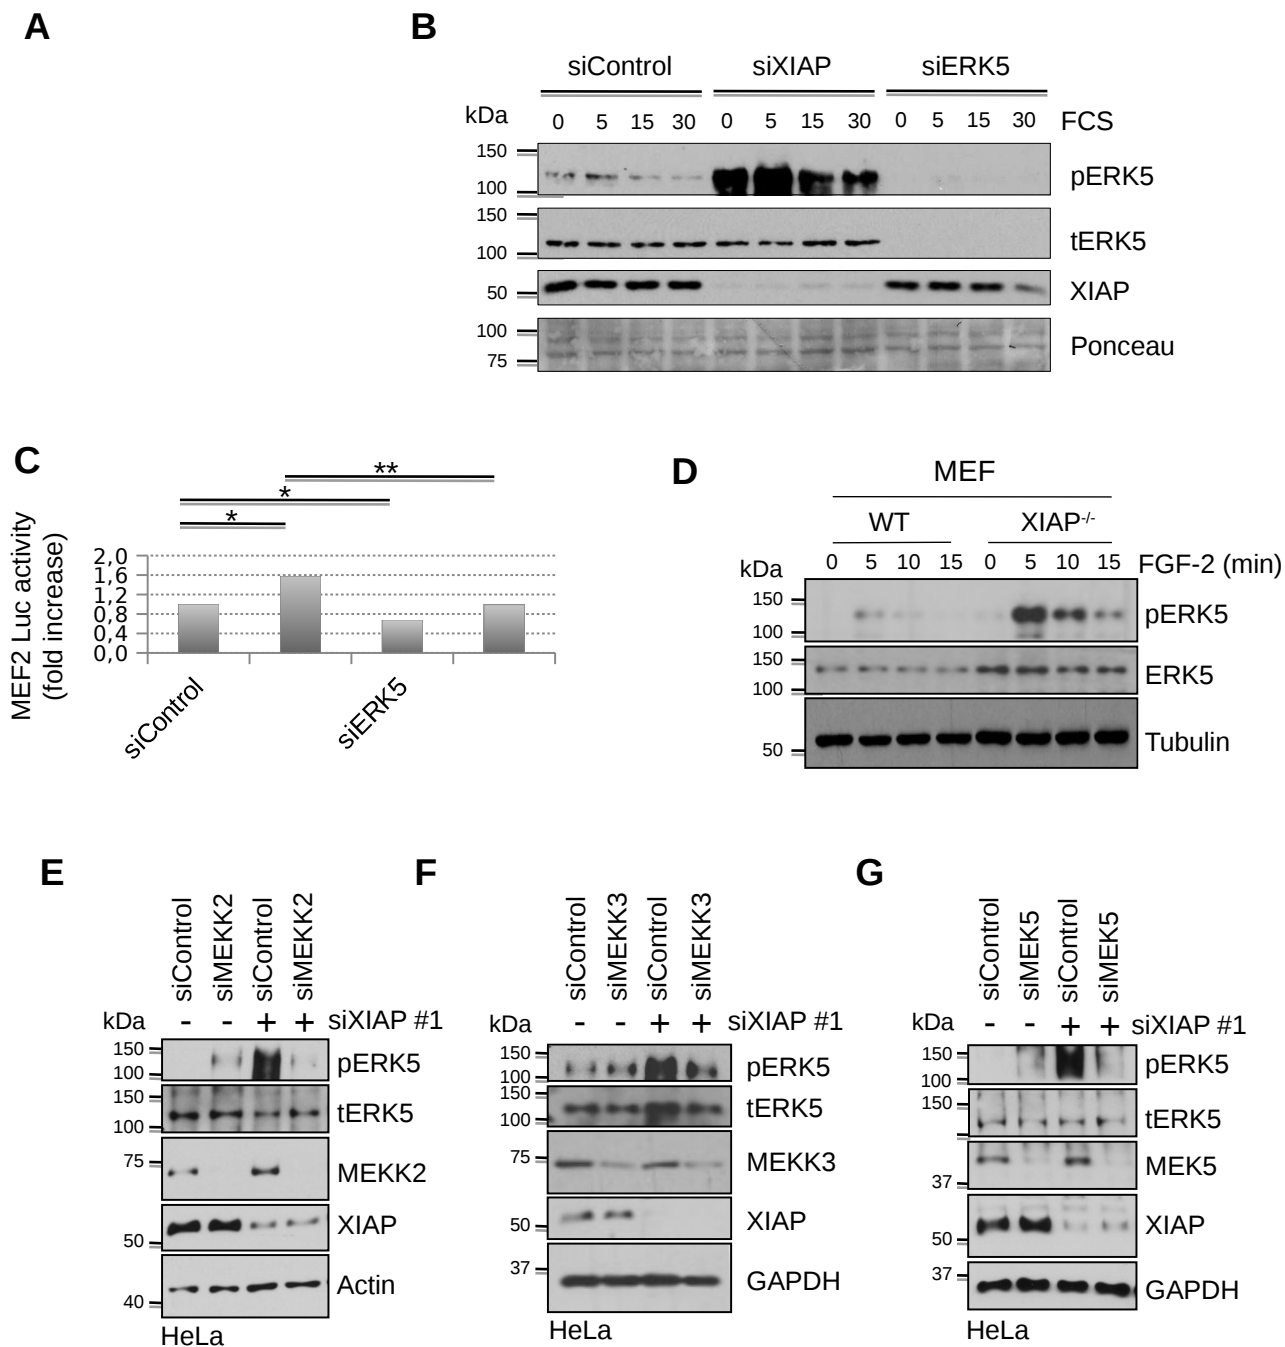 A
B
siControl siXIAP siERK5
kDa 0 5 15 30 0 5 15 30 0 5 15 30 FCS
150
100
pERK5
150
100
tERK5
50
XIAP
100
75
Ponceau
C
**
*
*
MEF2 Luc activity
(fold increase)
2,0
1,6
1,2
0,8
0,4
0,0
siControl siERK5
D
MEF
WT XIAP-/-
kDa 0 5 10 15 0 5 10 15 FGF-2 (min)
150
100
pERK5
150
100
ERK5
50
Tubulin
E
siControl siMEKK2 siControl siMEKK2
kDa - - + + siXIAP #1
150
100
pERK5
150
100
tERK5
75
MEKK2
50
XIAP
40
Actin
HeLa
F
siControl siMEKK3 siControl siMEKK3
kDa - - + + siXIAP #1
150
100
pERK5
150
100
tERK5
75
MEKK3
50
XIAP
37
GAPDH
HeLa
G
siControl siMEK5 siControl siMEK5
kDa - - + + siXIAP #1
150
100
pERK5
150
tERK5
37
MEK5
50
XIAP
37
GAPDH
HeLa